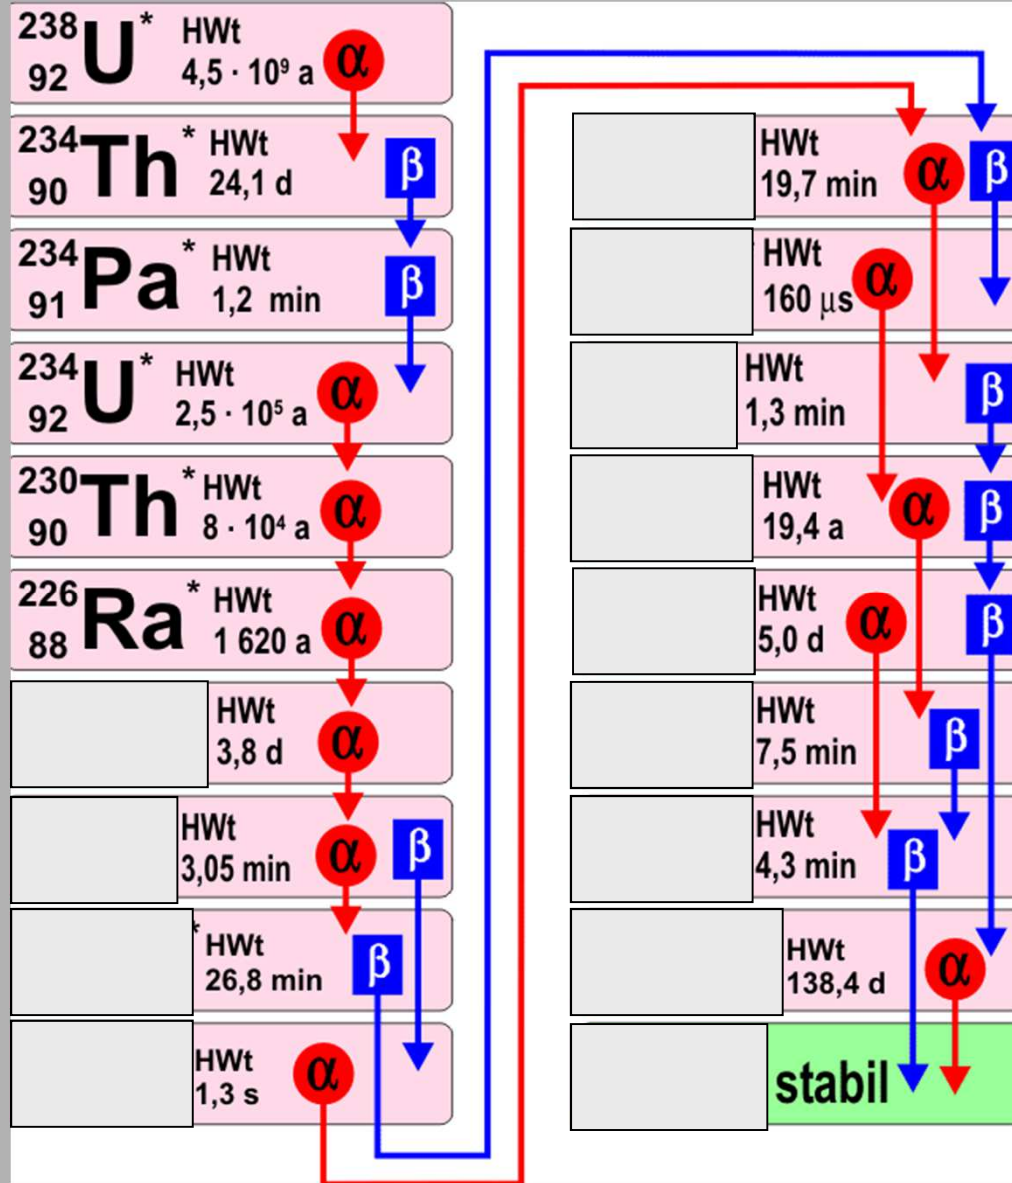 238 U* HWt
92 4,5 · 10⁹ a α
234 Th* HWt
90 24,1 d β
234 Pa* HWt
91 1,2 min β
234 U* HWt
92 2,5 · 10⁵ a α
230 Th* HWt
90 8 · 10⁴ a α
226 Ra* HWt
88 1 620 a α
HWt
3,8 d α
HWt
3,05 min α β
* HWt
26,8 min β
HWt
1,3 s α
HWt
19,7 min α β
HWt
160 µs α
HWt
1,3 min β
HWt
19,4 a α β
HWt
5,0 d α β
HWt
7,5 min β
HWt
4,3 min β
HWt
138,4 d α
stabil